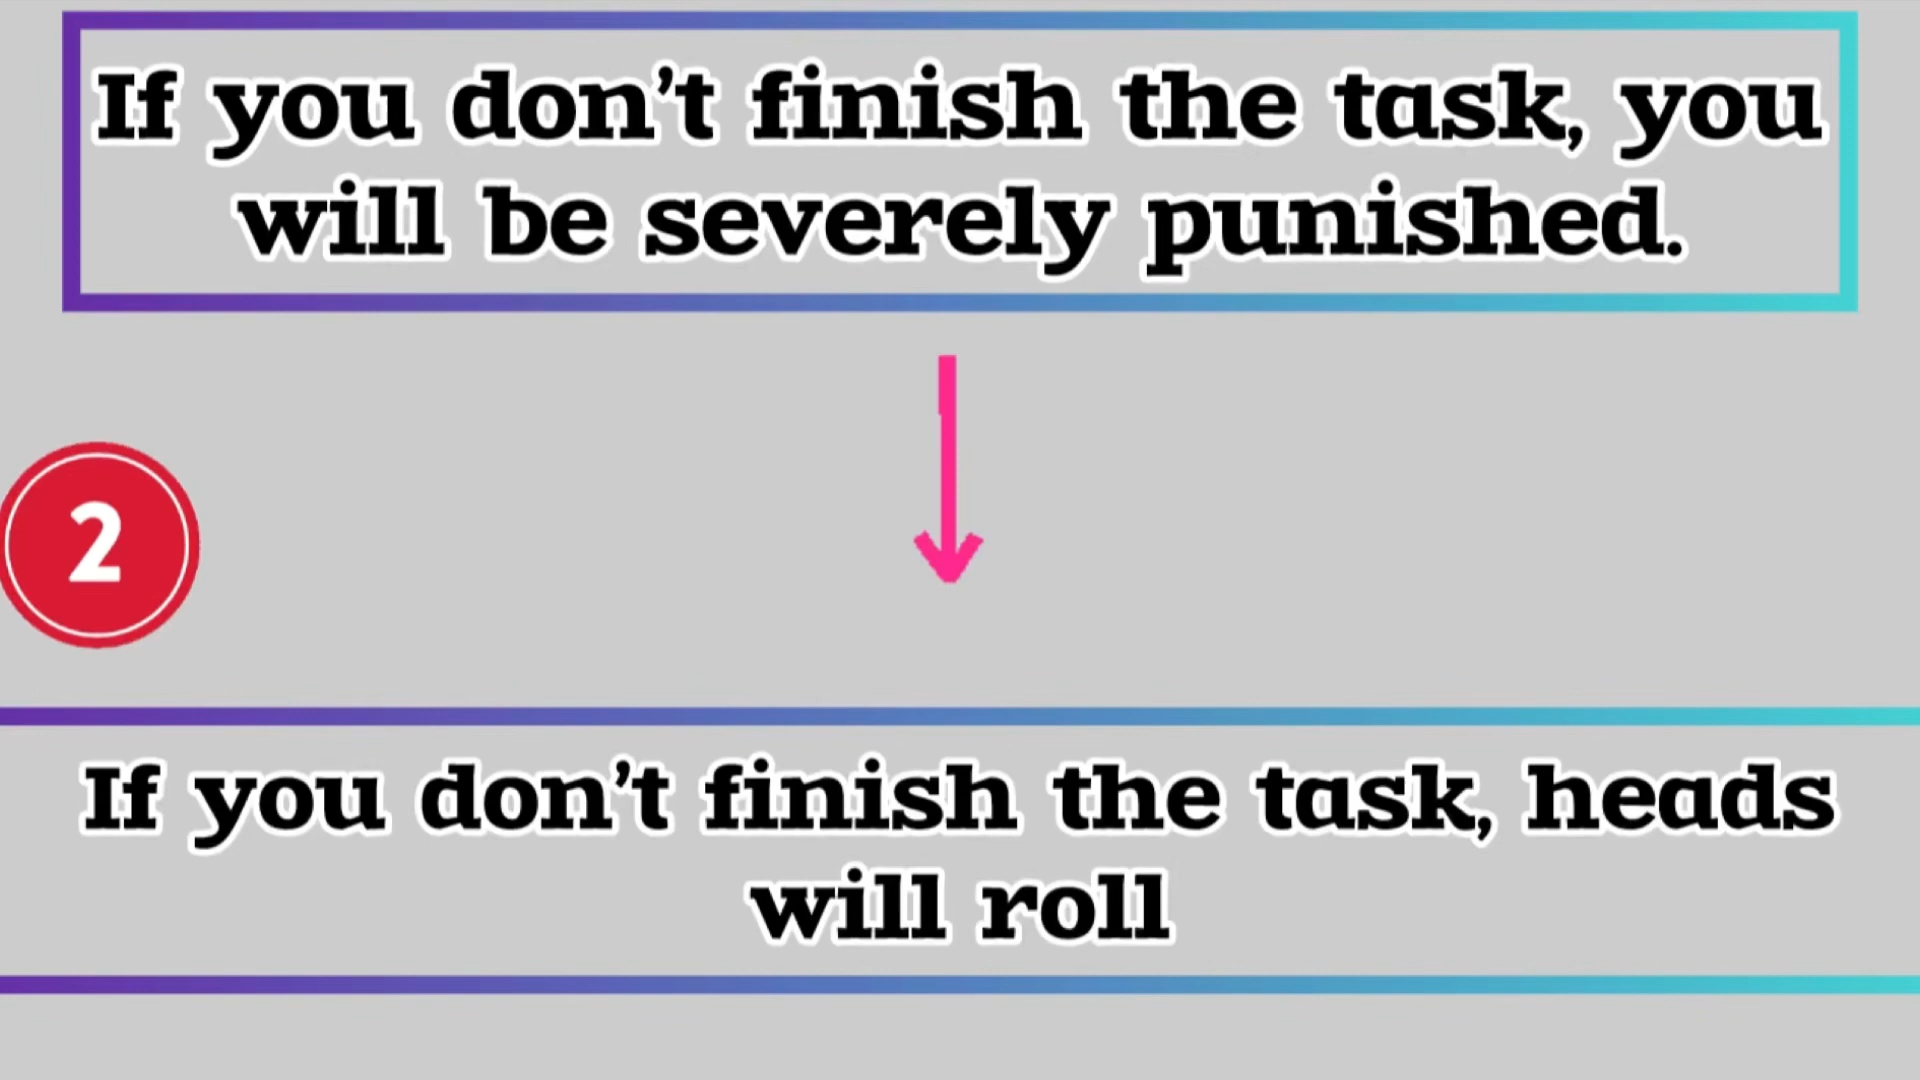 If you don't finish the task, you
will be severely punished.
2
If you don't finish the task, heads
will roll